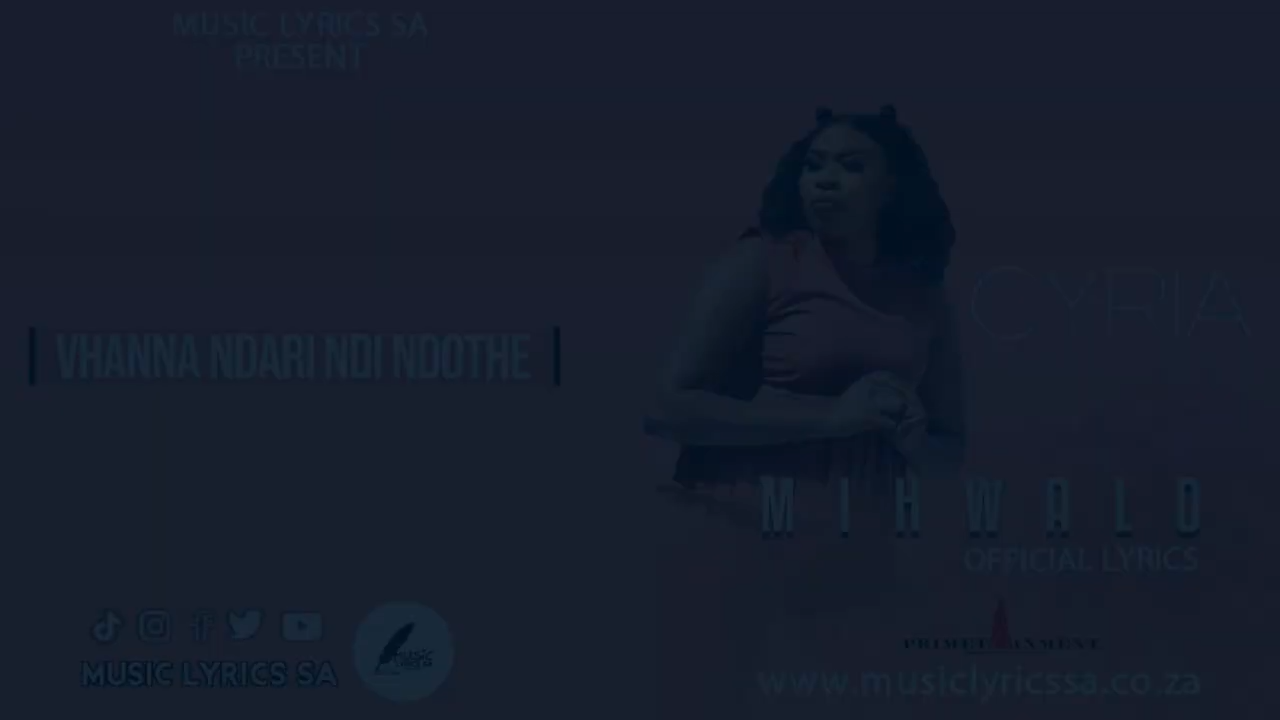 MUSIC LYRICS SA
PRESENT
CYRIA
VHANNA NDARI NDI NDOTHE
MIHWALO
OFFICIAL LYRICS
MUSIC LYRICS SA
www.musiclyricssa.co.za